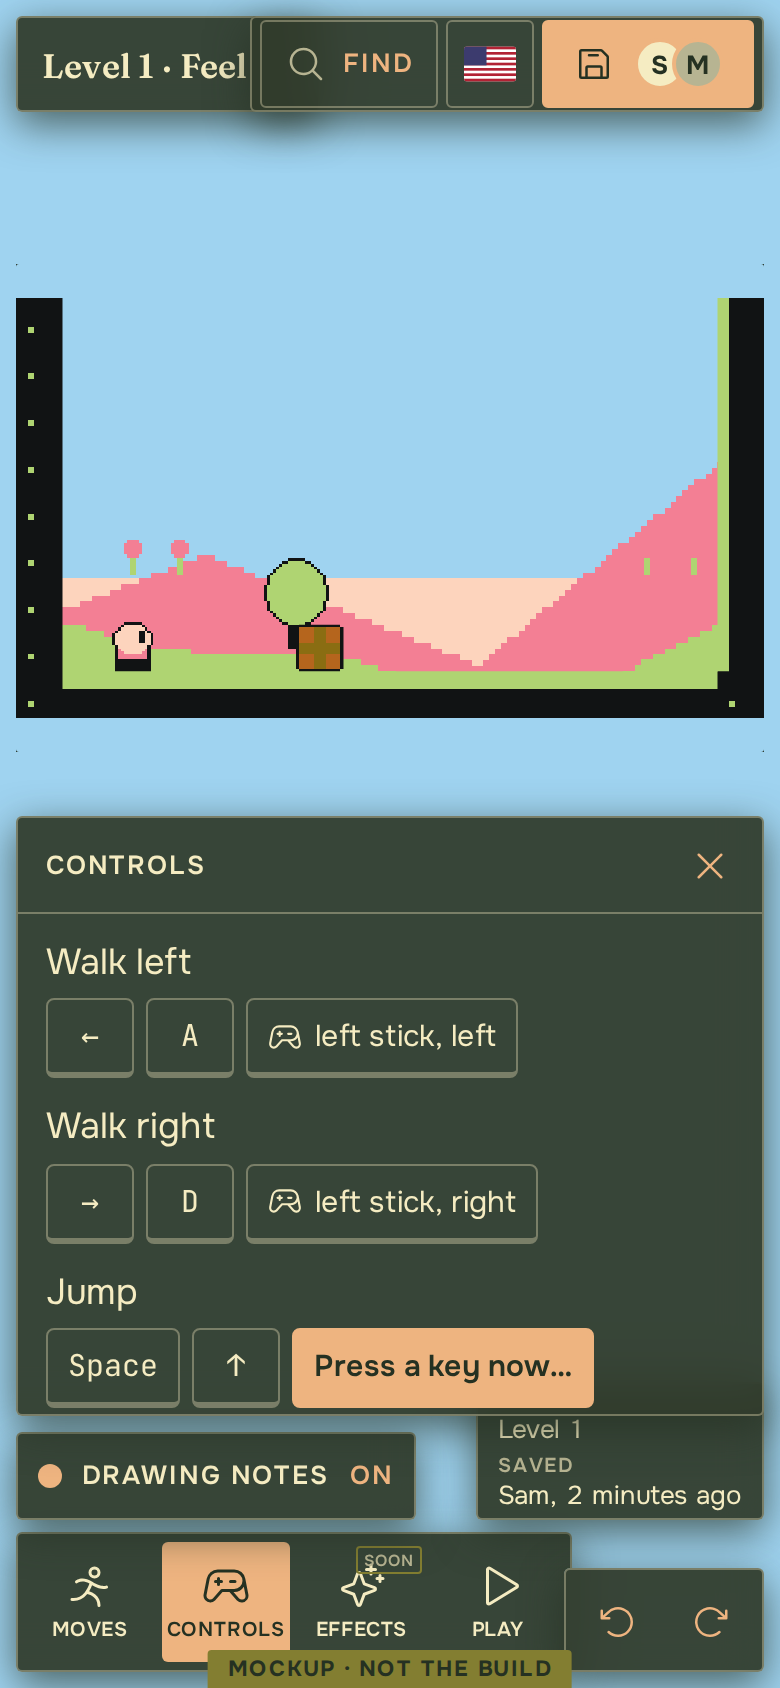 Level 1 · Feel
FIND
S M
CONTROLS
Walk left
← A left stick, left
Walk right
→ D left stick, right
Jump
Space ↑ Press a key now...
Level 1
SAVED
Sam, 2 minutes ago
DRAWING NOTES ON
SOON
MOVES CONTROLS EFFECTS PLAY
MOCKUP · NOT THE BUILD